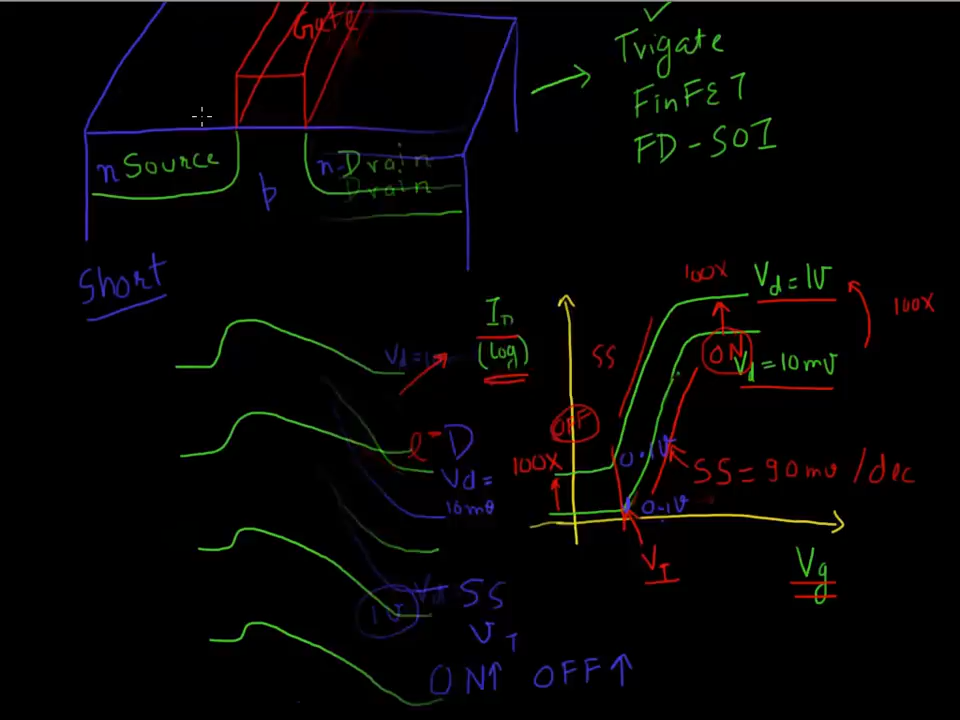 Gate
Trigate
FinFET
FD-SOI
n Source
n-Drain
Drain
p
Short
100X
Vd=1V
100X
ID
(log)
SS
ON
Vd=10mV
OFF
e- D
100X
0.1V
SS=90mv/dec
Vd=
10mv
0.1V
VT
Vg
1V
SS
VT
ON↑ OFF↑